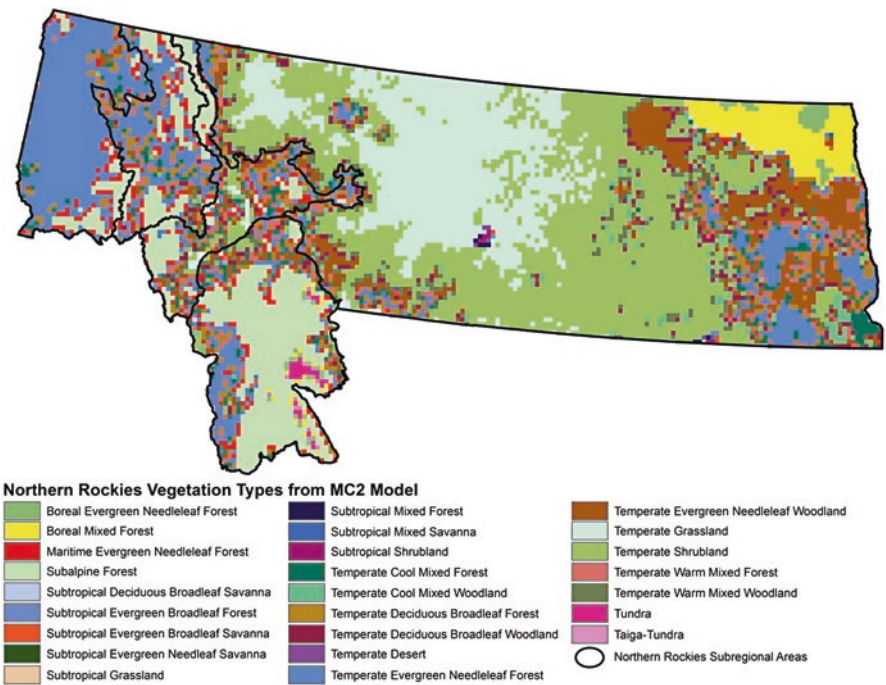 Northern Rockies Vegetation Types from MC2 Model
Boreal Evergreen Needleleaf Forest
Boreal Mixed Forest
Maritime Evergreen Needleleaf Forest
Subalpine Forest
Subtropical Deciduous Broadleaf Savanna
Subtropical Evergreen Broadleaf Forest
Subtropical Evergreen Broadleaf Savanna
Subtropical Evergreen Needleaf Savanna
Subtropical Grassland
Subtropical Mixed Forest
Subtropical Mixed Savanna
Subtropical Shrubland
Temperate Cool Mixed Forest
Temperate Cool Mixed Woodland
Temperate Deciduous Broadleaf Forest
Temperate Deciduous Broadleaf Woodland
Temperate Desert
Temperate Evergreen Needleleaf Forest
Temperate Evergreen Needleleaf Woodland
Temperate Grassland
Temperate Shrubland
Temperate Warm Mixed Forest
Temperate Warm Mixed Woodland
Tundra
Taiga-Tundra
Northern Rockies Subregional Areas